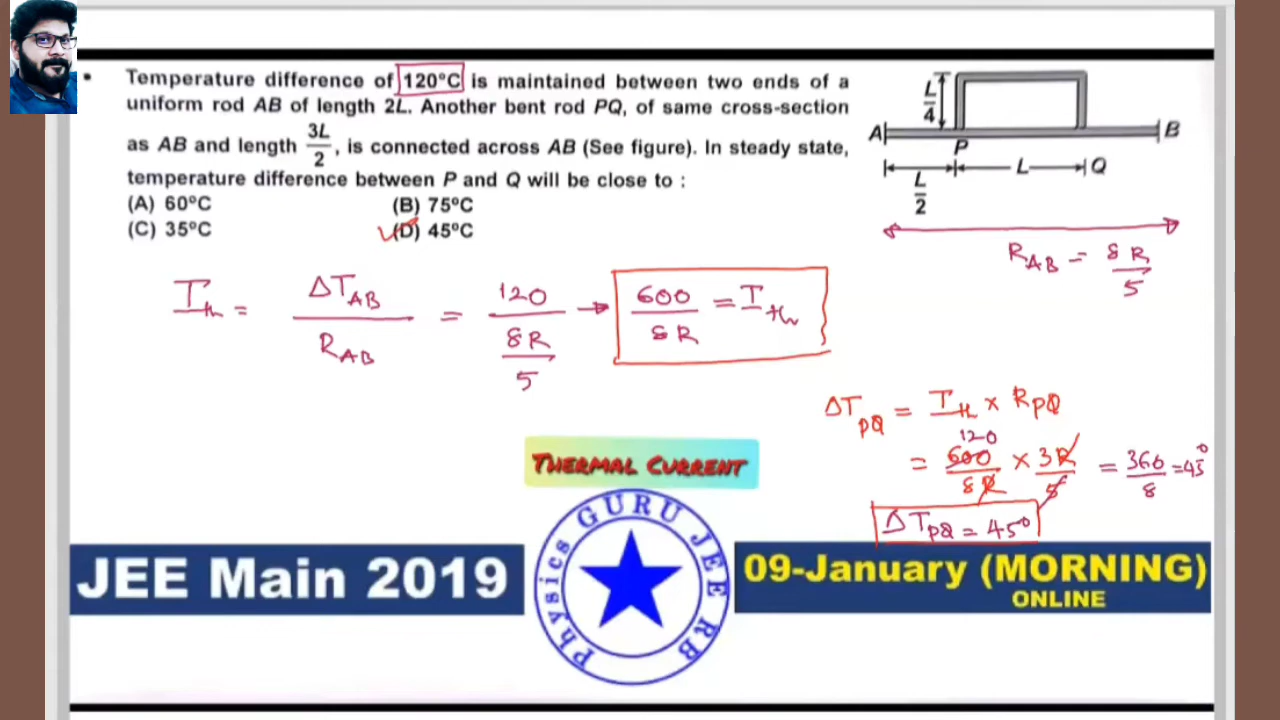 • Temperature difference of 120°C is maintained between two ends of a
uniform rod AB of length 2L. Another bent rod PQ, of same cross-section
as AB and length 3L/2, is connected across AB (See figure). In steady state,
temperature difference between P and Q will be close to :
(A) 60°C (B) 75°C
(C) 35°C (D) 45°C
L/4
A B
P
L Q
L/2
R_AB = 8R/5
I_th = ΔT_AB / R_AB = 120 / (8R/5) → 600/8R = I_th
ΔT_PQ = I_th × R_PQ
120
= 600/8R × 3R/5 = 360/8 = 45°
ΔT_PQ = 45°
THERMAL CURRENT
Physics GURU JEE RB
JEE Main 2019
09-January (MORNING)
ONLINE